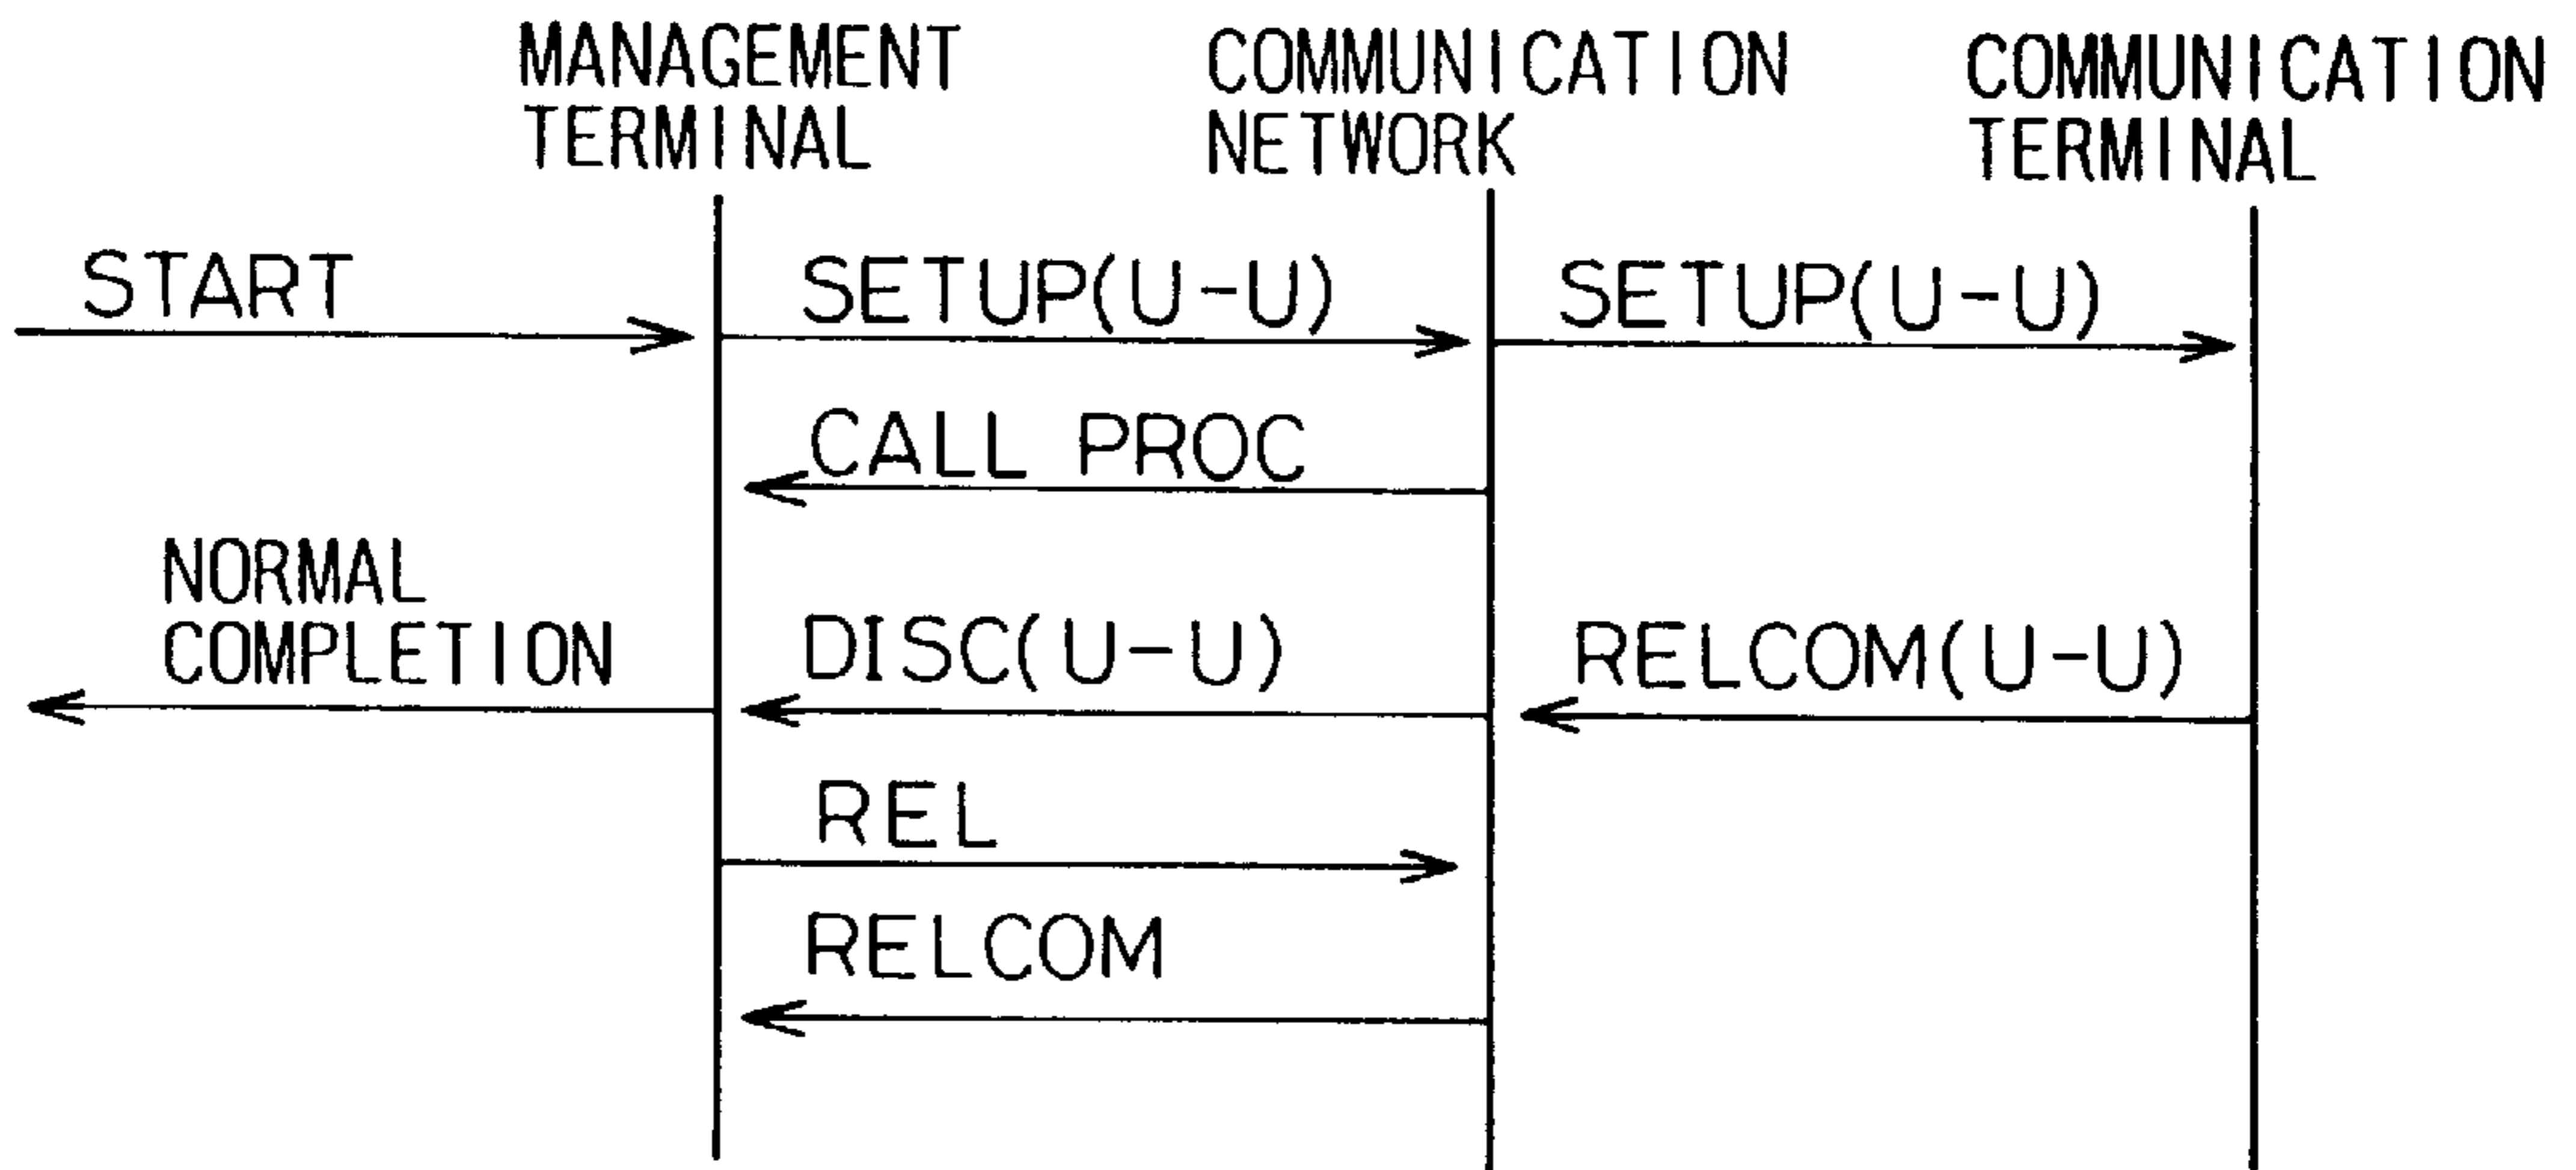 MANAGEMENT
TERMINAL
COMMUNICATION
NETWORK
COMMUNICATION
TERMINAL
START
SETUP(U-U)
SETUP(U-U)
CALL PROC
NORMAL
COMPLETION
DISC(U-U)
RELCOM(U-U)
REL
RELCOM